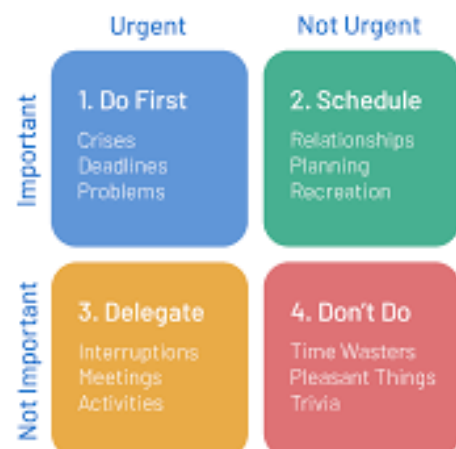 Urgent
Not Urgent
Important
1. Do First
Crises
Deadlines
Problems
2. Schedule
Relationships
Planning
Recreation
Not Important
3. Delegate
Interruptions
Meetings
Activities
4. Don't Do
Time Wasters
Pleasant Things
Trivia